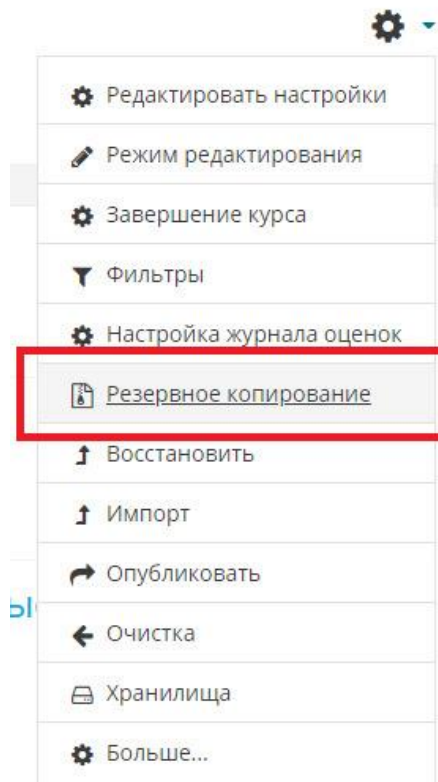 Редактировать настройки
Режим редактирования
Завершение курса
Фильтры
Настройка журнала оценок
Резервное копирование
Восстановить
Импорт
Опубликовать
ы
Очистка
Хранилища
Больше...